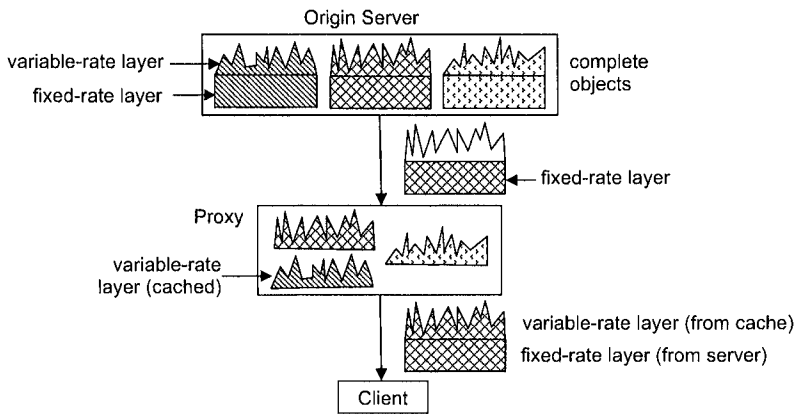 Origin Server
variable-rate layer
fixed-rate layer
complete
objects
fixed-rate layer
Proxy
variable-rate
layer (cached)
variable-rate layer (from cache)
fixed-rate layer (from server)
Client